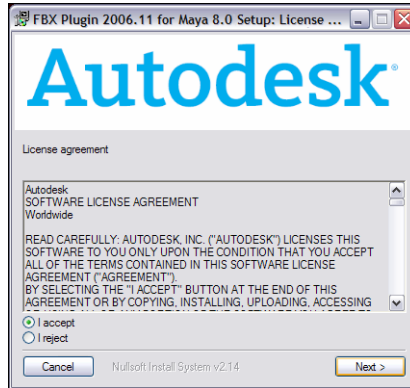 FBX Plugin 2006.11 for Maya 8.0 Setup: License ...
Autodesk®
License agreement
Autodesk
SOFTWARE LICENSE AGREEMENT
Worldwide
READ CAREFULLY: AUTODESK, INC. ("AUTODESK") LICENSES THIS
SOFTWARE TO YOU ONLY UPON THE CONDITION THAT YOU ACCEPT
ALL OF THE TERMS CONTAINED IN THIS SOFTWARE LICENSE
AGREEMENT ("AGREEMENT").
BY SELECTING THE "I ACCEPT" BUTTON AT THE END OF THIS
AGREEMENT OR BY COPYING, INSTALLING, UPLOADING, ACCESSING
I accept
I reject
Cancel
Nullsoft Install System v2.14
Next >